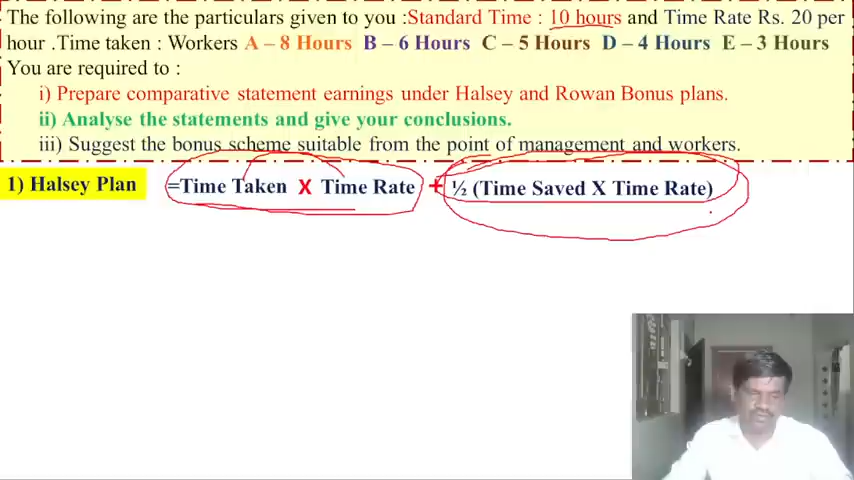 The following are the particulars given to you :Standard Time : 10 hours and Time Rate Rs. 20 per
hour .Time taken : Workers A – 8 Hours B – 6 Hours C – 5 Hours D – 4 Hours E – 3 Hours
You are required to :
i) Prepare comparative statement earnings under Halsey and Rowan Bonus plans.
ii) Analyse the statements and give your conclusions.
iii) Suggest the bonus scheme suitable from the point of management and workers.
1) Halsey Plan =Time Taken X Time Rate + ½ (Time Saved X Time Rate)